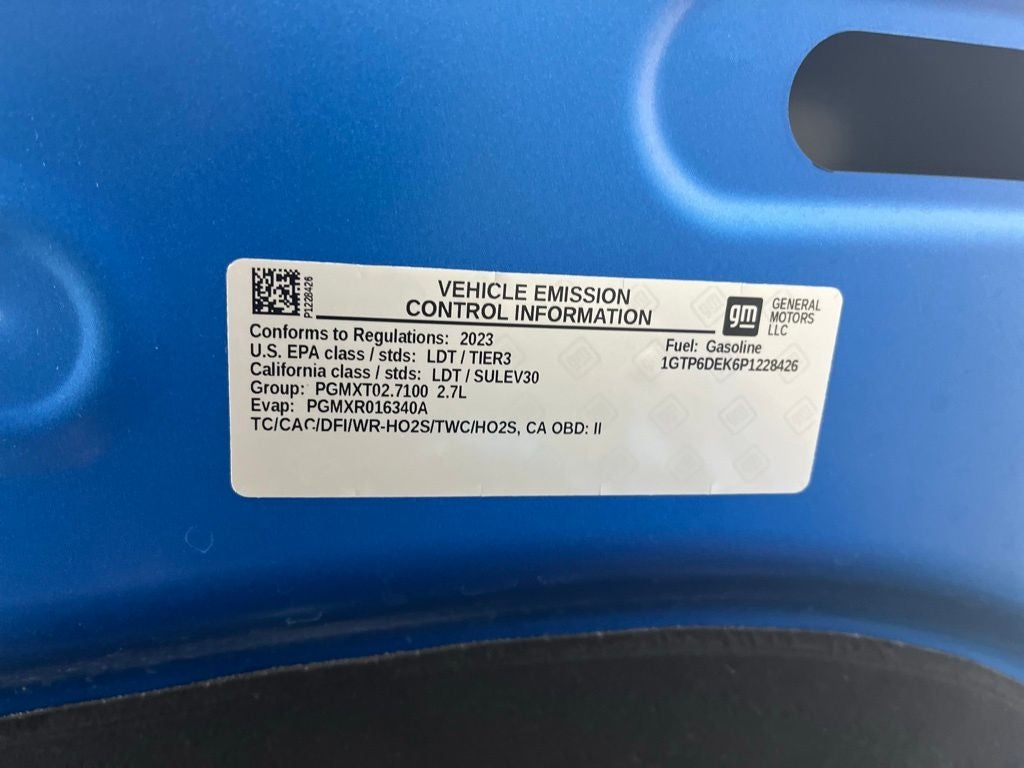 P1228426
VEHICLE EMISSION
CONTROL INFORMATION
gm
GENERAL
MOTORS
LLC
Conforms to Regulations: 2023
U.S. EPA class / stds: LDT / TIER3
California class / stds: LDT / SULEV30
Group: PGMXT02.7100 2.7L
Evap: PGMXR016340A
TC/CAC/DFI/WR-HO2S/TWC/HO2S, CA OBD: II
Fuel: Gasoline
1GTP6DEK6P1228426